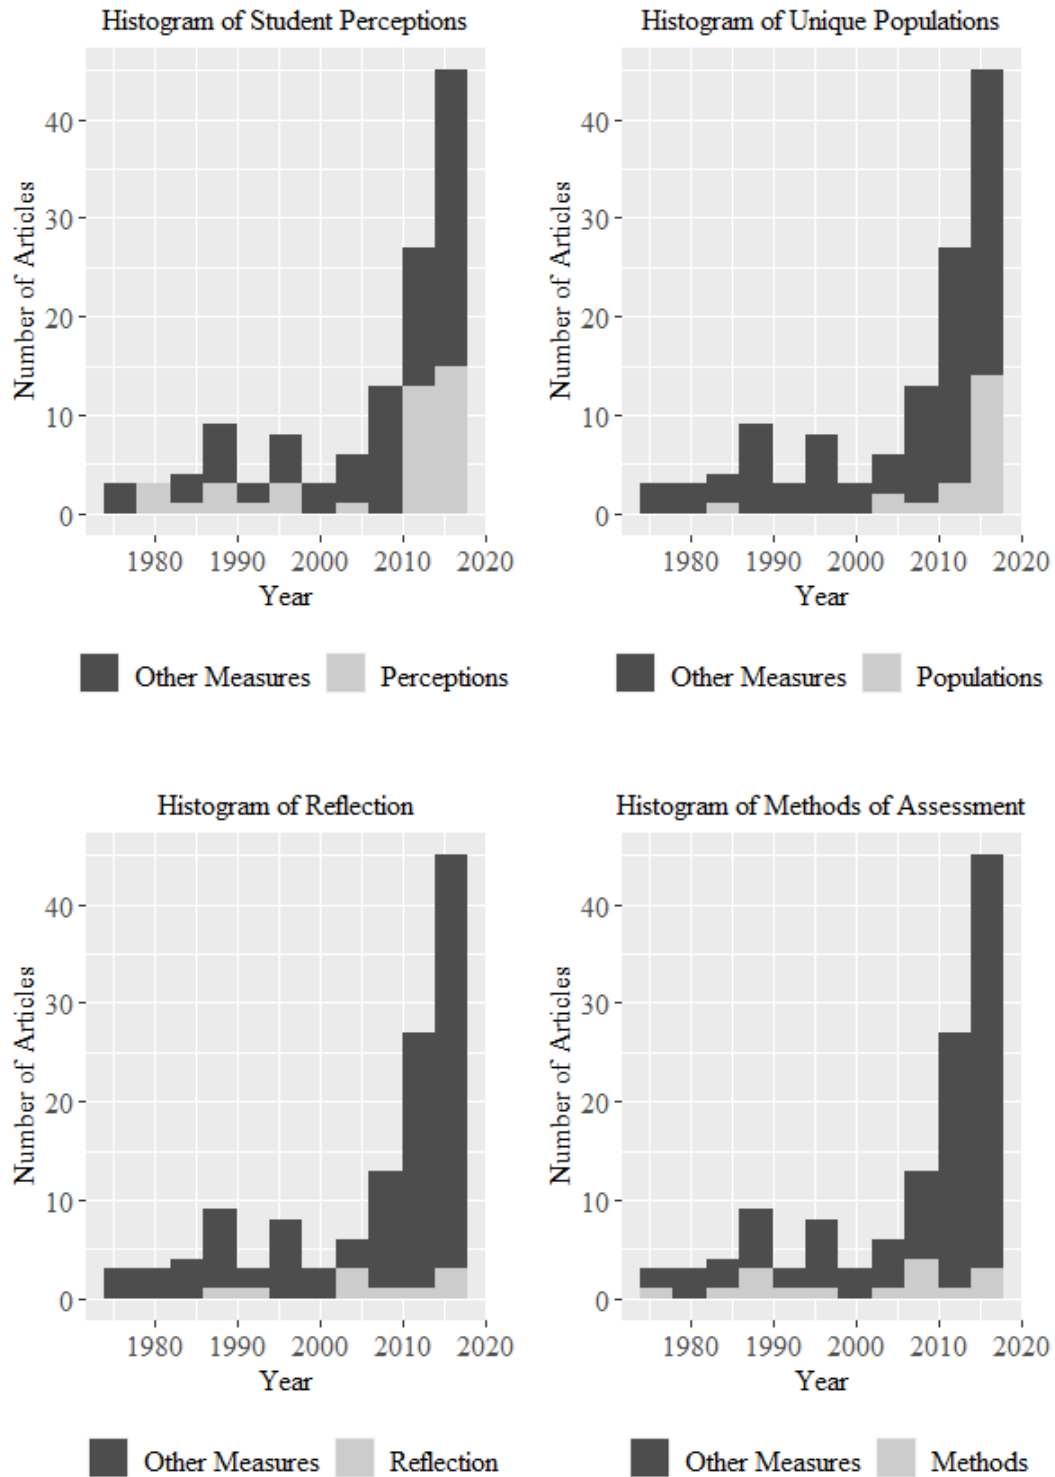 Histogram of Student Perceptions
Number of Articles
40
30
20
10
0
1980 1990 2000 2010 2020
Year
Other Measures Perceptions
Histogram of Unique Populations
Number of Articles
40
30
20
10
0
1980 1990 2000 2010 2020
Year
Other Measures Populations
Histogram of Reflection
Number of Articles
40
30
20
10
0
1980 1990 2000 2010 2020
Year
Other Measures Reflection
Histogram of Methods of Assessment
Number of Articles
40
30
20
10
0
1980 1990 2000 2010 2020
Year
Other Measures Methods